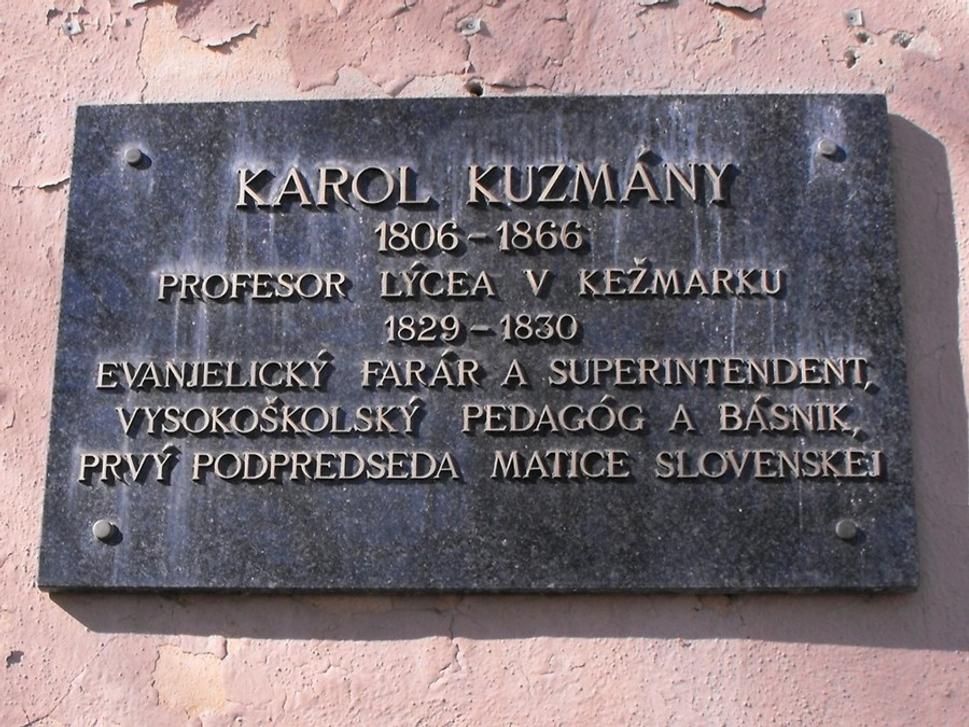 KAROL KUZMÁNY
1806 – 1866
PROFESOR LÝCEA V KEŽMARKU
1829 – 1830
EVANJELICKÝ FARÁR A SUPERINTENDENT,
VYSOKOŠKOLSKÝ PEDAGÓG A BÁSNIK,
PRVÝ PODPREDSEDA MATICE SLOVENSKEJ